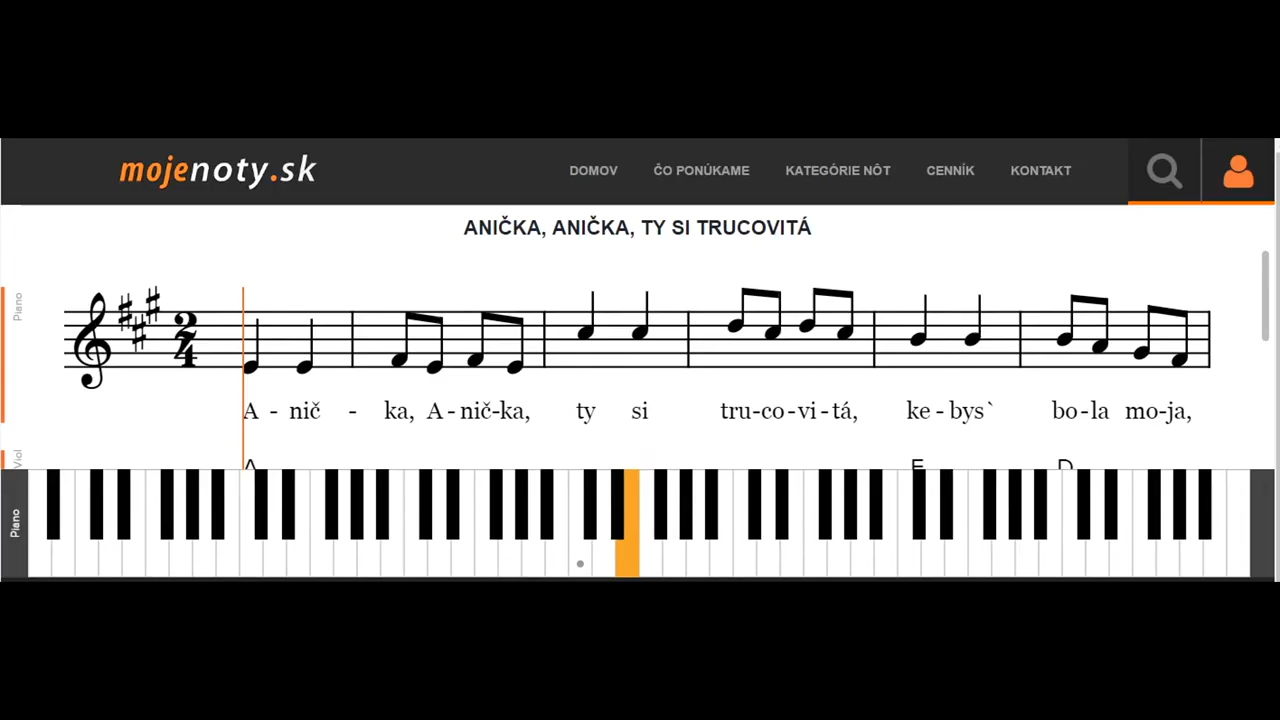 mojenoty.sk
DOMOV ČO PONÚKAME KATEGÓRIE NÔT CENNÍK KONTAKT
ANIČKA, ANIČKA, TY SI TRUCOVITÁ
Piano
2
4
A - nič - ka, A - nič-ka, ty si tru-co-vi-tá, ke-bys` bo-la mo-ja,
Viol
A E D
Piano